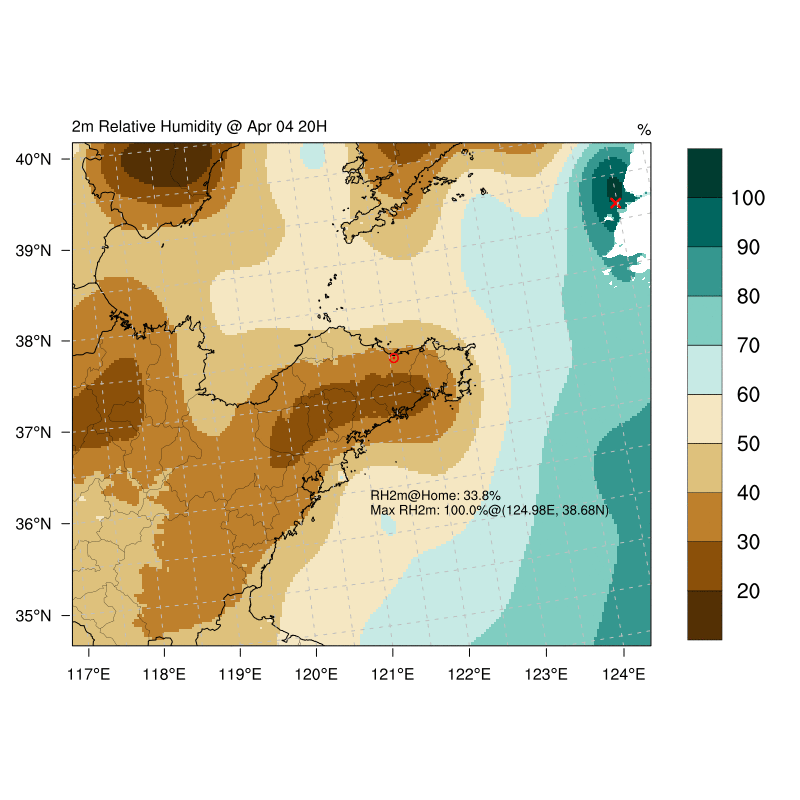 2m Relative Humidity @ Apr 04 20H
%
40°N
39°N
38°N
37°N
36°N
35°N
117°E
118°E
119°E
120°E
121°E
122°E
123°E
124°E
RH2m@Home: 33.8%
Max RH2m: 100.0%@(124.98E, 38.68N)
100
90
80
70
60
50
40
30
20